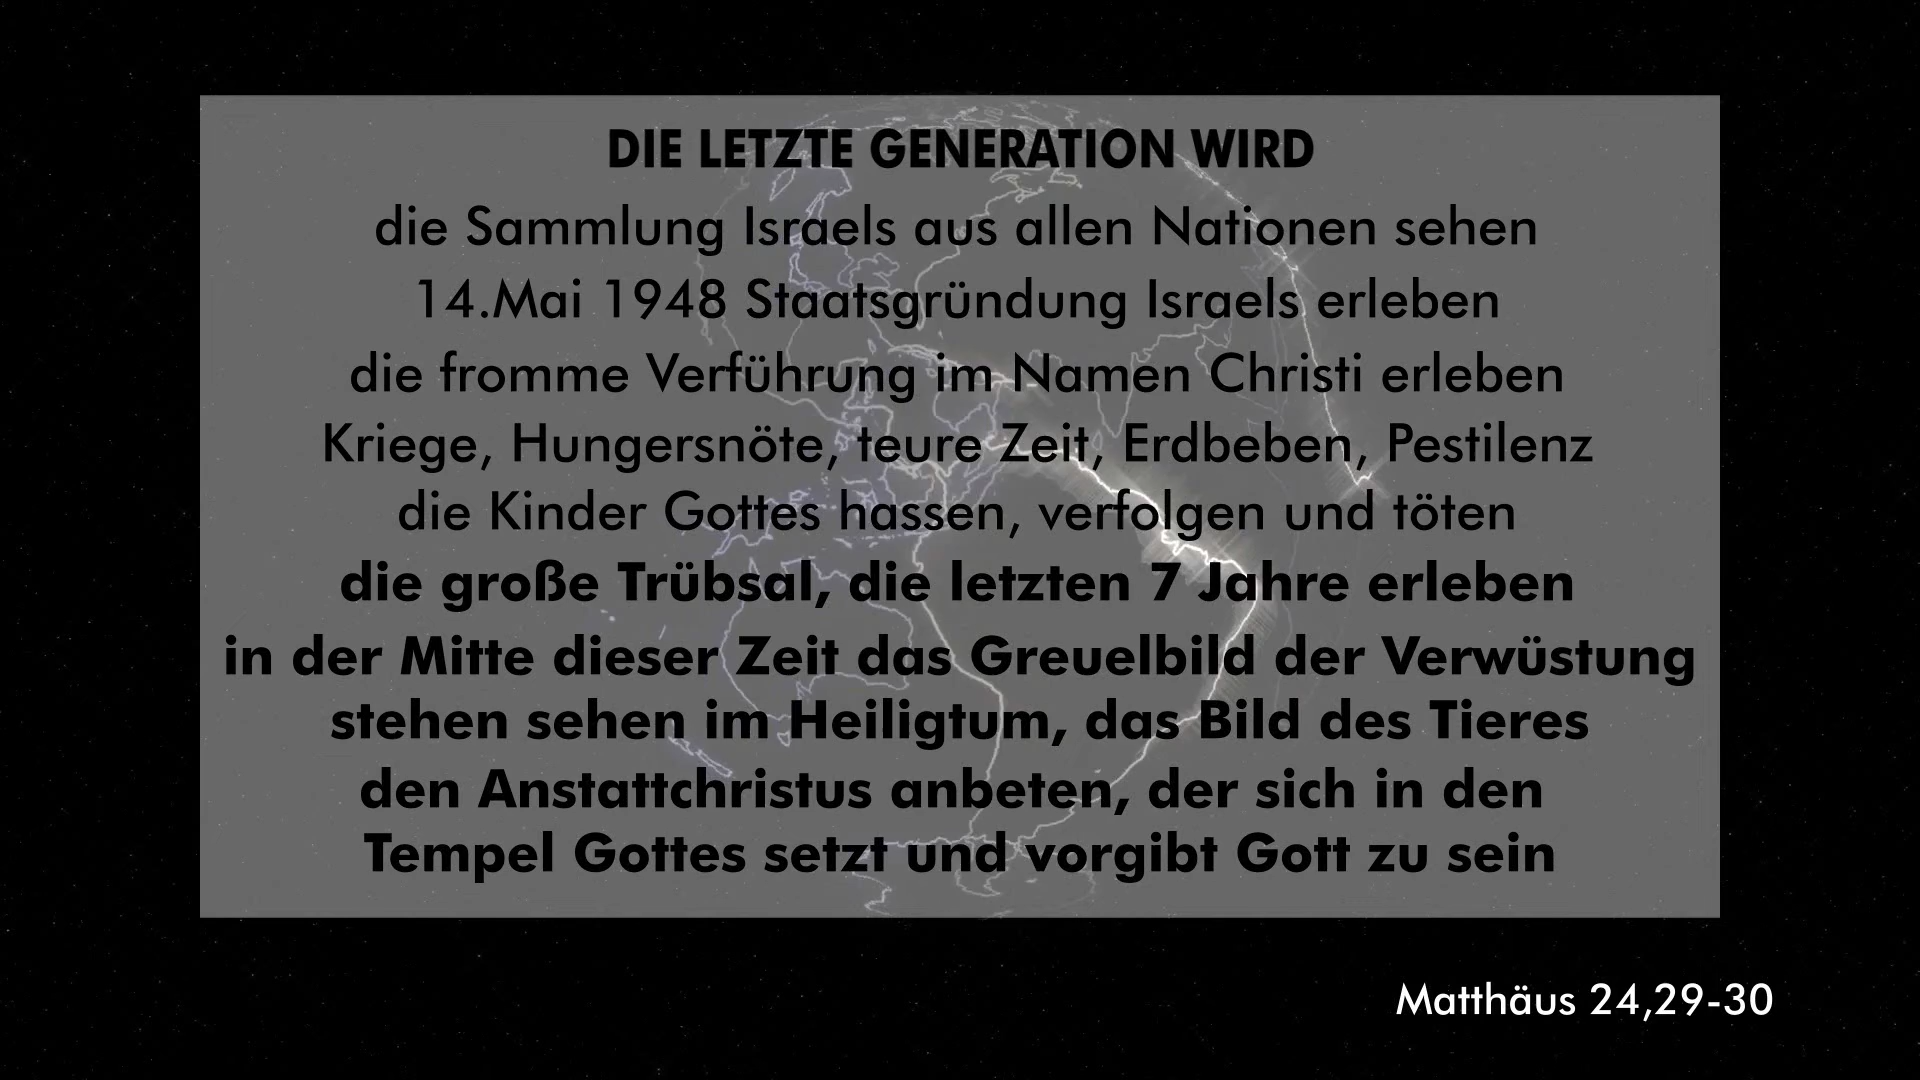 DIE LETZTE GENERATION WIRD
die Sammlung Israels aus allen Nationen sehen
14.Mai 1948 Staatsgründung Israels erleben
die fromme Verführung im Namen Christi erleben
Kriege, Hungersnöte, teure Zeit, Erdbeben, Pestilenz
die Kinder Gottes hassen, verfolgen und töten
die große Trübsal, die letzten 7 Jahre erleben
in der Mitte dieser Zeit das Greuelbild der Verwüstung
stehen sehen im Heiligtum, das Bild des Tieres
den Anstattchristus anbeten, der sich in den
Tempel Gottes setzt und vorgibt Gott zu sein
Matthäus 24,29-30